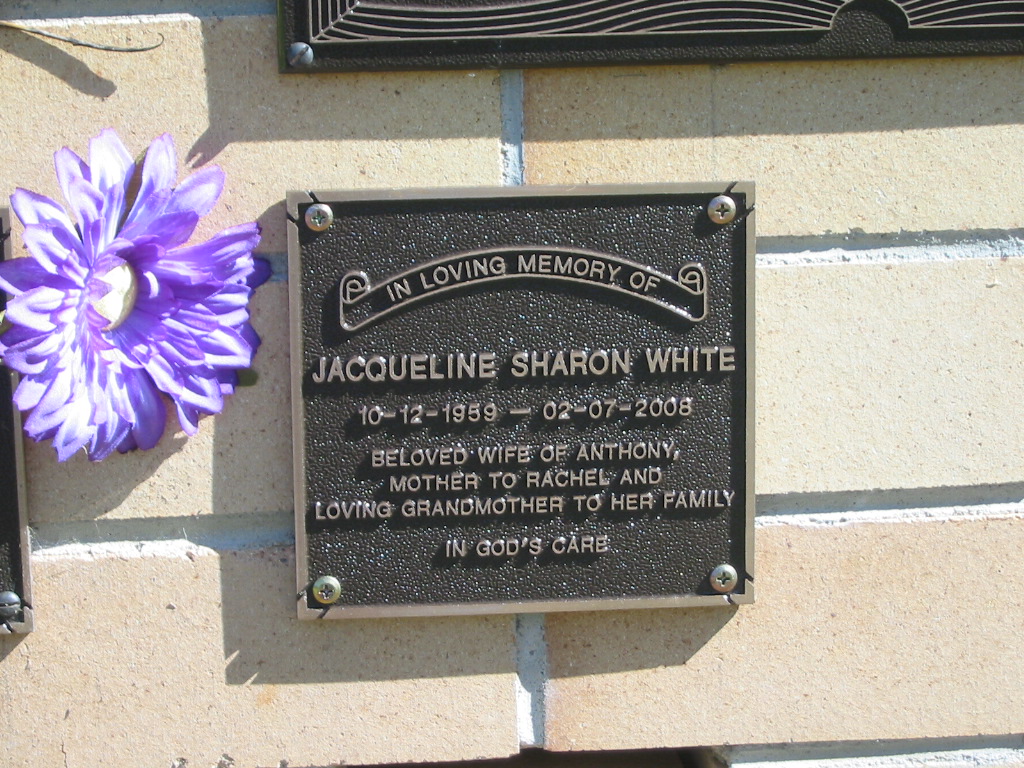 IN LOVING MEMORY OF
JACQUELINE SHARON WHITE
10-12-1959 — 02-07-2008
BELOVED WIFE OF ANTHONY,
MOTHER TO RACHEL AND
LOVING GRANDMOTHER TO HER FAMILY
IN GOD'S CARE